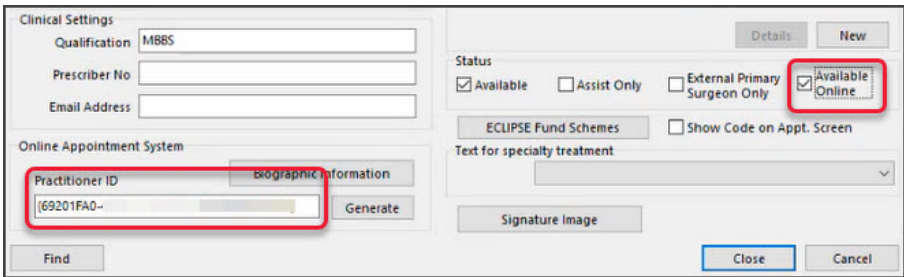 Clinical Settings
Qualification MBBS
Prescriber No
Email Address
Online Appointment System
Biographic Information
Practitioner ID
{69201FA0-
Generate
Find
Details New
Status
Available Assist Only External Primary Surgeon Only Available Online
ECLIPSE Fund Schemes Show Code on Appt. Screen
Text for specialty treatment
Signature Image
Close Cancel